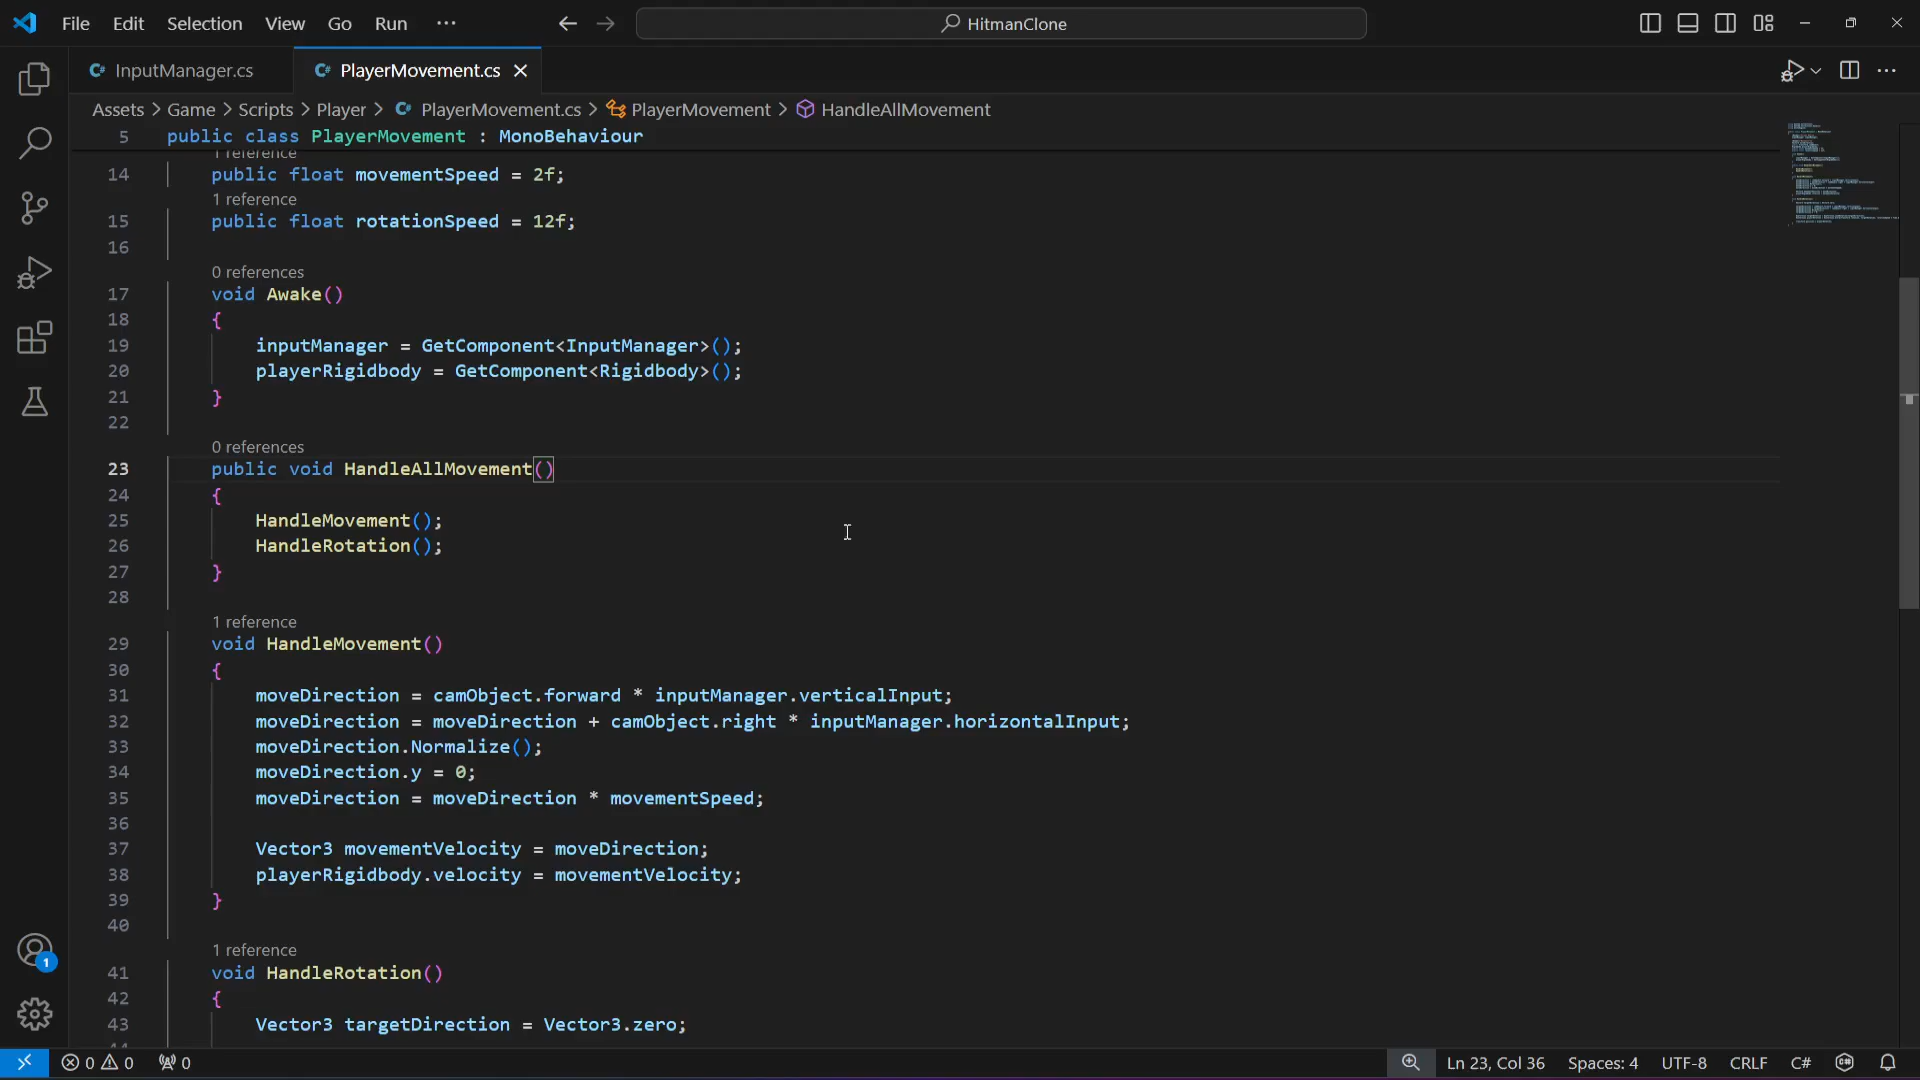 File Edit Selection View Go Run ··· HitmanClone
InputManager.cs PlayerMovement.cs
Assets > Game > Scripts > Player > PlayerMovement.cs > PlayerMovement > HandleAllMovement
5 public class PlayerMovement : MonoBehaviour
1 reference
14 public float movementSpeed = 2f;
1 reference
15 public float rotationSpeed = 12f;
16
0 references
17 void Awake()
18 {
19 inputManager = GetComponent<InputManager>();
20 playerRigidbody = GetComponent<Rigidbody>();
21 }
22
0 references
23 public void HandleAllMovement()
24 {
25 HandleMovement();
26 HandleRotation();
27 }
28
1 reference
29 void HandleMovement()
30 {
31 moveDirection = camObject.forward * inputManager.verticalInput;
32 moveDirection = moveDirection + camObject.right * inputManager.horizontalInput;
33 moveDirection.Normalize();
34 moveDirection.y = 0;
35 moveDirection = moveDirection * movementSpeed;
36
37 Vector3 movementVelocity = moveDirection;
38 playerRigidbody.velocity = movementVelocity;
39 }
40
1 reference
41 void HandleRotation()
42 {
43 Vector3 targetDirection = Vector3.zero;
1
0 0 0 Ln 23, Col 36 Spaces: 4 UTF-8 CRLF C#